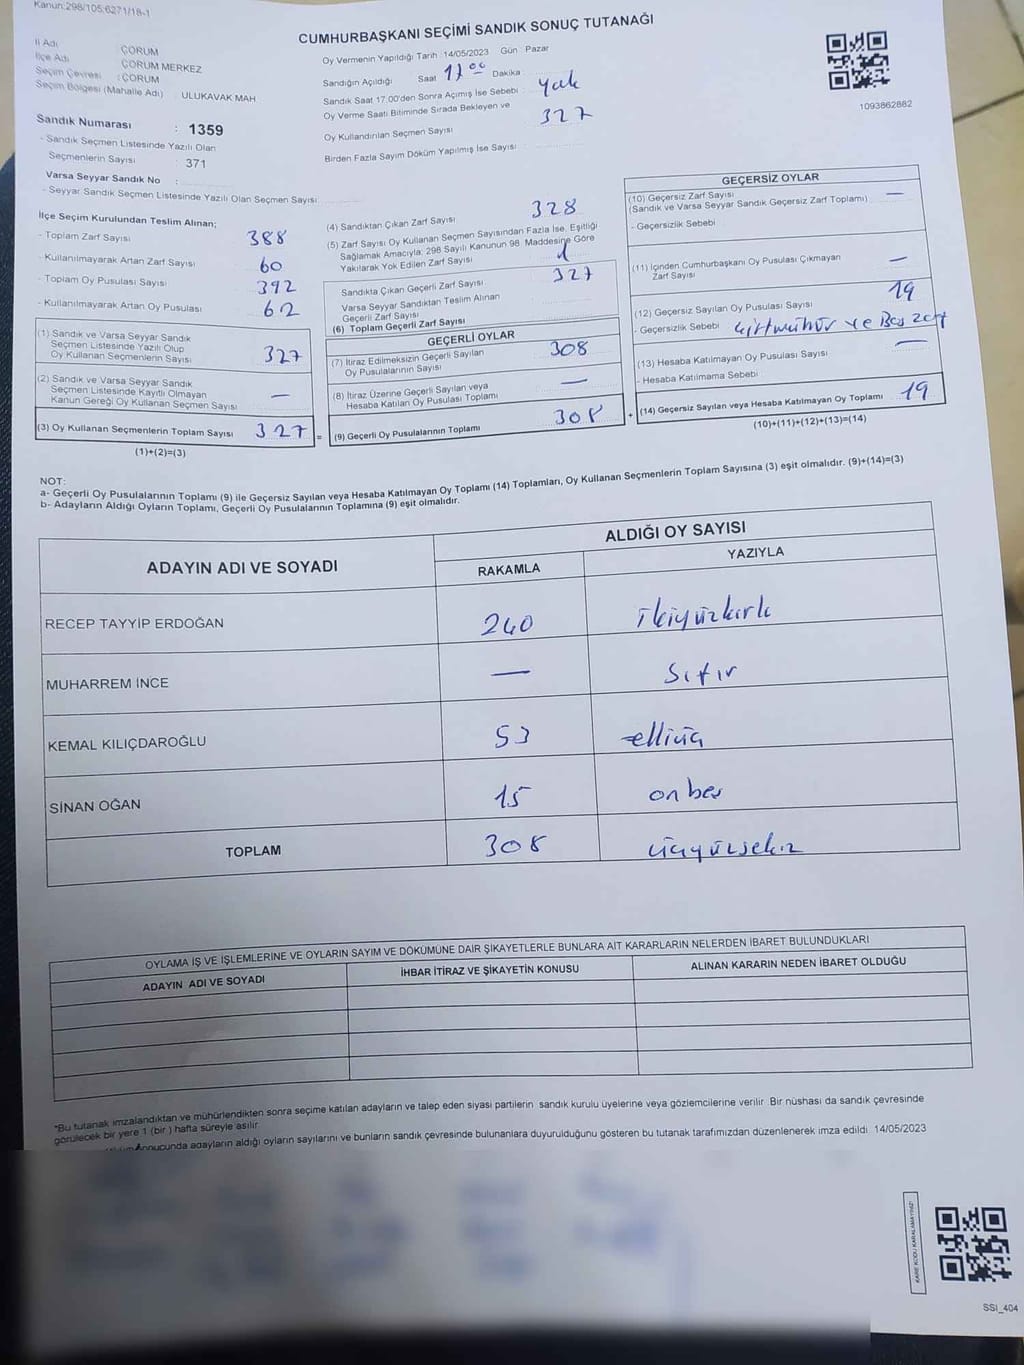 Kanun:298/105;6271/18-1
CUMHURBAŞKANI SEÇİMİ SANDIK SONUÇ TUTANAĞI
İl Adı : ÇORUM
İlçe Adı : ÇORUM MERKEZ
Seçim Çevresi : ÇORUM
Seçim Bölgesi (Mahalle Adı) : ULUKAVAK MAH
Sandık Numarası : 1359
- Sandık Seçmen Listesinde Yazılı Olan
Seçmenlerin Sayısı : 371
Varsa Seyyar Sandık No :
- Seyyar Sandık Seçmen Listesinde Yazılı Olan Seçmen Sayısı:
Oy Vermenin Yapıldığı Tarih : 14/05/2023 Gün : Pazar
Sandığın Açıldığı Saat 17 00 Dakika :
Sandık Saat 17:00'den Sonra Açımış İse Sebebi : yok
Oy Verme Saati Bitiminde Sırada Bekleyen ve
Oy Kullandırılan Seçmen Sayısı 327
Birden Fazla Sayım Döküm Yapılmış İse Sayısı :
1093862882
İlçe Seçim Kurulundan Teslim Alınan;
- Toplam Zarf Sayısı 388
- Kullanılmayarak Artan Zarf Sayısı 60
- Toplam Oy Pusulası Sayısı 392
- Kullanılmayarak Artan Oy Pusulası 62
(1) Sandık ve Varsa Seyyar Sandık
Seçmen Listesinde Yazılı Olup
Oy Kullanan Seçmenlerin Sayısı 327
(2) Sandık ve Varsa Seyyar Sandık
Seçmen Listesinde Kayıtlı Olmayan
Kanun Gereği Oy Kullanan Seçmen Sayısı —
(3) Oy Kullanan Seçmenlerin Toplam Sayısı 327 =
(1)+(2)=(3)
(4) Sandıktan Çıkan Zarf Sayısı 328
(5) Zarf Sayısı Oy Kullanan Seçmen Sayısından Fazla İse, Eşitliği
Sağlamak Amacıyla, 298 Sayılı Kanunun 98. Maddesine Göre
Yakılarak Yok Edilen Zarf Sayısı 1
Sandıkta Çıkan Geçerli Zarf Sayısı 327
Varsa Seyyar Sandıktan Teslim Alınan
Geçerli Zarf Sayısı
(6) Toplam Geçerli Zarf Sayısı
GEÇERLİ OYLAR
(7) İtiraz Edilmeksizin Geçerli Sayılan
Oy Pusulalarının Sayısı 308
(8) İtiraz Üzerine Geçerli Sayılan veya
Hesaba Katılan Oy Pusulası Toplamı —
(9) Geçerli Oy Pusulalarının Toplamı 308 +
GEÇERSİZ OYLAR
(10) Geçersiz Zarf Sayısı —
(Sandık ve Varsa Seyyar Sandık Geçersiz Zarf Toplamı)
- Geçersizlik Sebebi
(11) İçinden Cumhurbaşkanı Oy Pusulası Çıkmayan
Zarf Sayısı —
(12) Geçersiz Sayılan Oy Pusulası Sayısı 19
- Geçersizlik Sebebi çift mühür ve Boş zarf
(13) Hesaba Katılmayan Oy Pusulası Sayısı —
- Hesaba Katılmama Sebebi
(14) Geçersiz Sayılan veya Hesaba Katılmayan Oy Toplamı 19
(10)+(11)+(12)+(13)=(14)
NOT:
a- Geçerli Oy Pusulalarının Toplamı (9) ile Geçersiz Sayılan veya Hesaba Katılmayan Oy Toplamı (14) Toplamları, Oy Kullanan Seçmenlerin Toplam Sayısına (3) eşit olmalıdır. (9)+(14)=(3)
b- Adayların Aldığı Oyların Toplamı, Geçerli Oy Pusulalarının Toplamına (9) eşit olmalıdır.
ADAYIN ADI VE SOYADI ALDIĞI OY SAYISI
RAKAMLA YAZIYLA
RECEP TAYYİP ERDOĞAN 240 ikiyüzkırk
MUHARREM İNCE — Sıfır
KEMAL KILIÇDAROĞLU 53 elliüç
SİNAN OĞAN 15 onbeş
TOPLAM 308 üçyüzsekiz
OYLAMA İŞ VE İŞLEMLERİNE VE OYLARIN SAYIM VE DÖKÜMÜNE DAİR ŞİKAYETLERLE BUNLARA AİT KARARLARIN NELERDEN İBARET BULUNDUKLARI
ADAYIN ADI VE SOYADI İHBAR İTİRAZ VE ŞİKAYETİN KONUSU ALINAN KARARIN NEDEN İBARET OLDUĞU
*Bu tutanak imzalandıktan ve mühürlendikten sonra seçime katılan adayların ve talep eden siyasi partilerin sandık kurulu üyelerine veya gözlemcilerine verilir. Bir nüshası da sandık çevresinde
görülecek bir yere 1 (bir ) hafta süreyle asılır.
adayların aldığı oyların sayılarını ve bunların sandık çevresinde bulunanlara duyurulduğunu gösteren bu tutanak tarafımızdan düzenlenerek imza edildi. 14/05/2023
KARE KODU KARALAMAYINIZ!
SSI_404